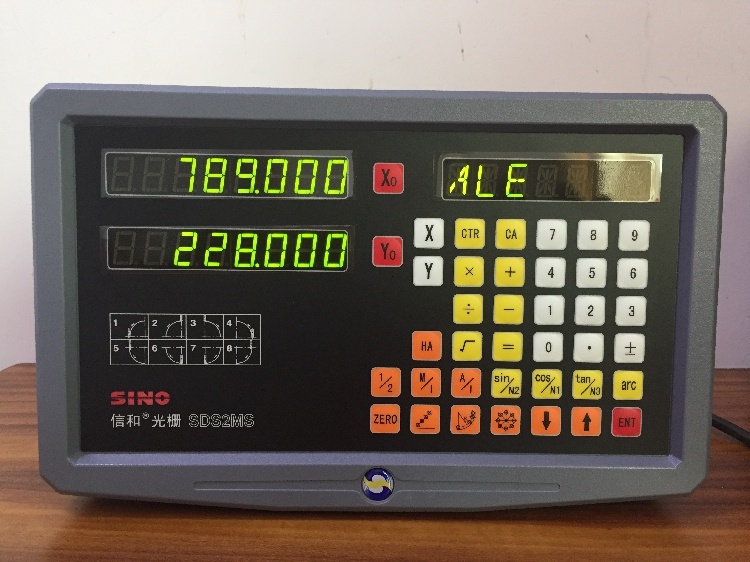 789.000
X0
ALE
228.000
Y0
X CTR CA 7 8 9
Y × + 4 5 6
÷ − 1 2 3
HA √ = 0 · ±
1 2 3 4
5 6 7 8
1/2 M/I A/I sin/N2 cos/N1 tan/N3 arc
SINO
信和®光栅 SDS2MS
ZERO ENT